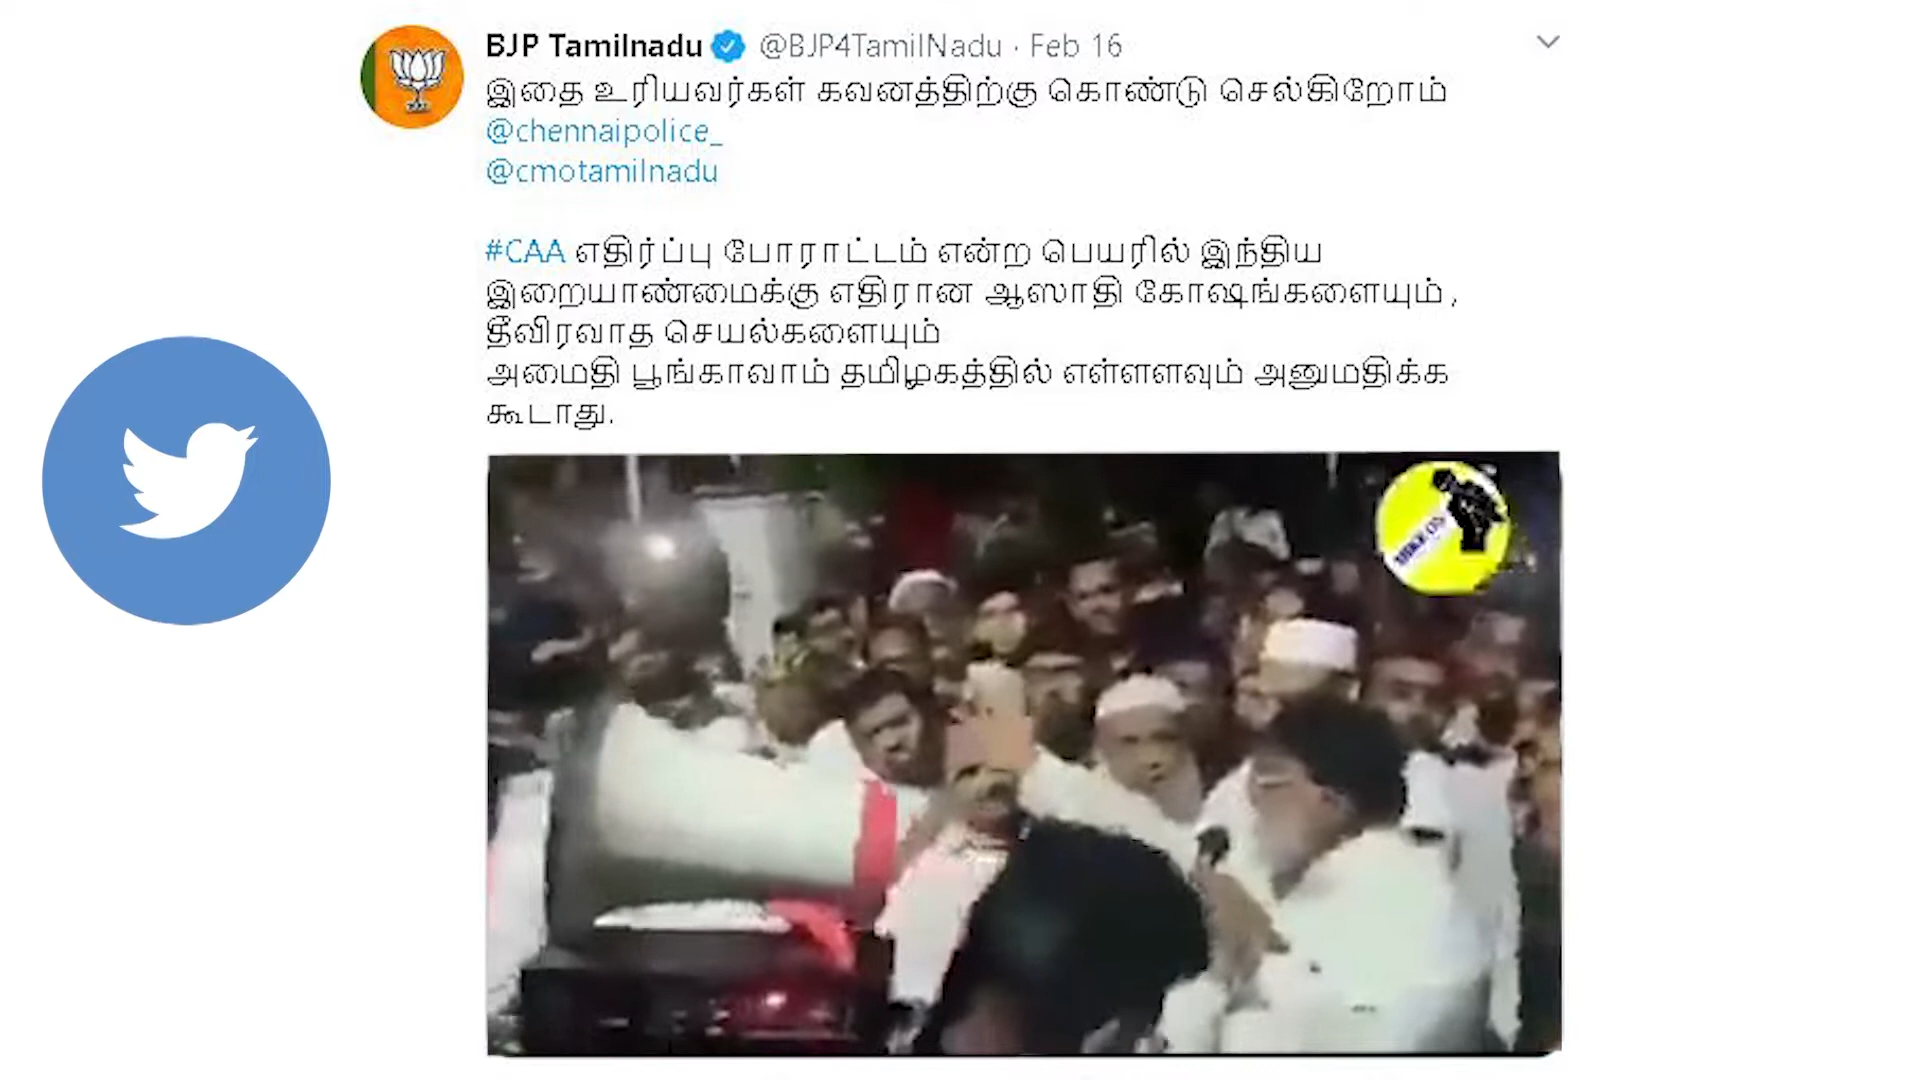 BJP Tamilnadu @BJP4TamilNadu · Feb 16
இதை உரியவர்கள் கவனத்திற்கு கொண்டு செல்கிறோம்
@chennaipolice_
@cmotamilnadu
#CAA எதிர்ப்பு போராட்டம் என்ற பெயரில் இந்திய
இறையாண்மைக்கு எதிரான ஆஸாதி கோஷங்களையும்,
தீவிரவாத செயல்களையும்
அமைதி பூங்காவாம் தமிழகத்தில் எள்ளளவும் அனுமதிக்க
கூடாது.